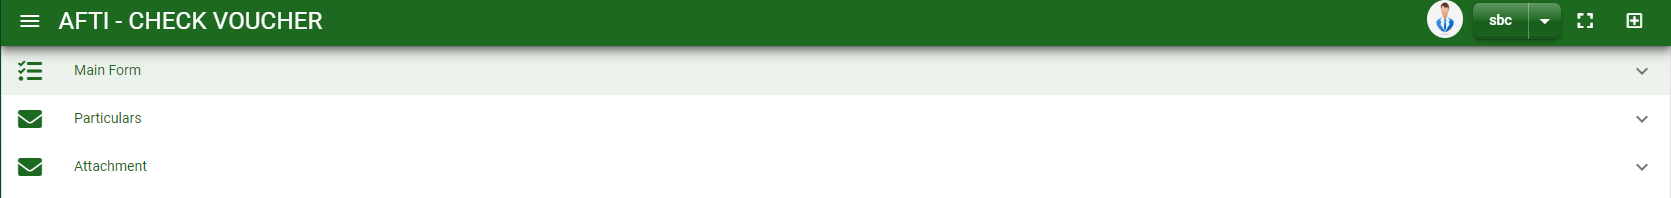 AFTI - CHECK VOUCHER
sbc
Main Form
Particulars
Attachment